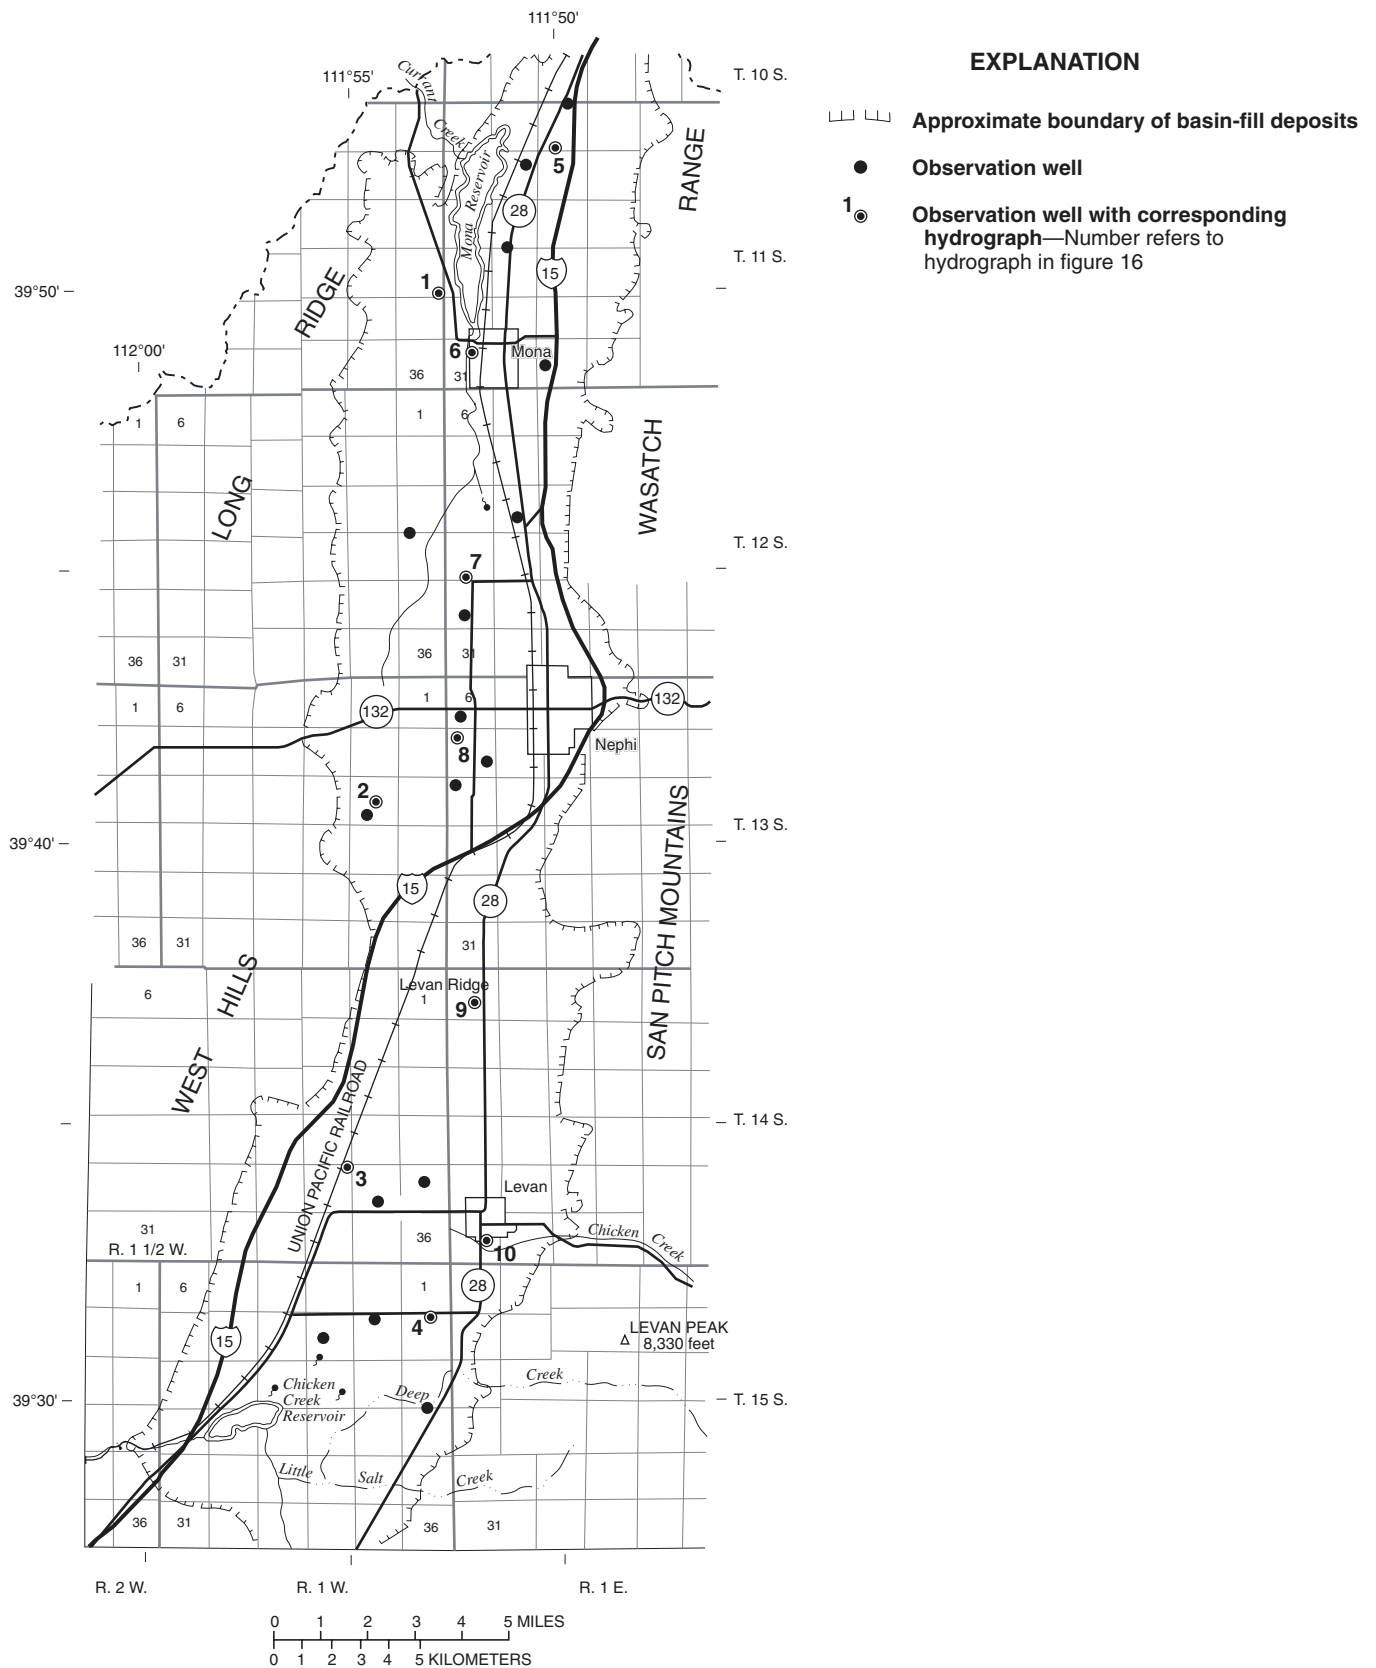 111°50'
EXPLANATION
T. 10 S.
111°55'
Currant
Creek
Approximate boundary of basin-fill deposits
5
RANGE
Observation well
Mona Reservoir
28
1
Observation well with corresponding
hydrograph—Number refers to
hydrograph in figure 16
T. 11 S.
15
1
39°50'
RIDGE
112°00'
6
Mona
36 31
1 6
1 6
LONG
WASATCH
T. 12 S.
7
36 31
36 31
1 6
1 6
132
132
8
Nephi
2
T. 13 S.
39°40'
15
28
SAN PITCH MOUNTAINS
36 31
31
HILLS
Levan Ridge
6
1
9
WEST
UNION PACIFIC RAILROAD
T. 14 S.
3
Levan
31
R. 1 1/2 W.
36
Chicken
Creek
10
1 6
1
28
4
LEVAN PEAK
8,330 feet
15
Chicken
Creek
Reservoir
Deep
Creek
39°30'
T. 15 S.
Little Salt Creek
36 31
36 31
R. 2 W. R. 1 W. R. 1 E.
0 1 2 3 4 5 MILES
0 1 2 3 4 5 KILOMETERS